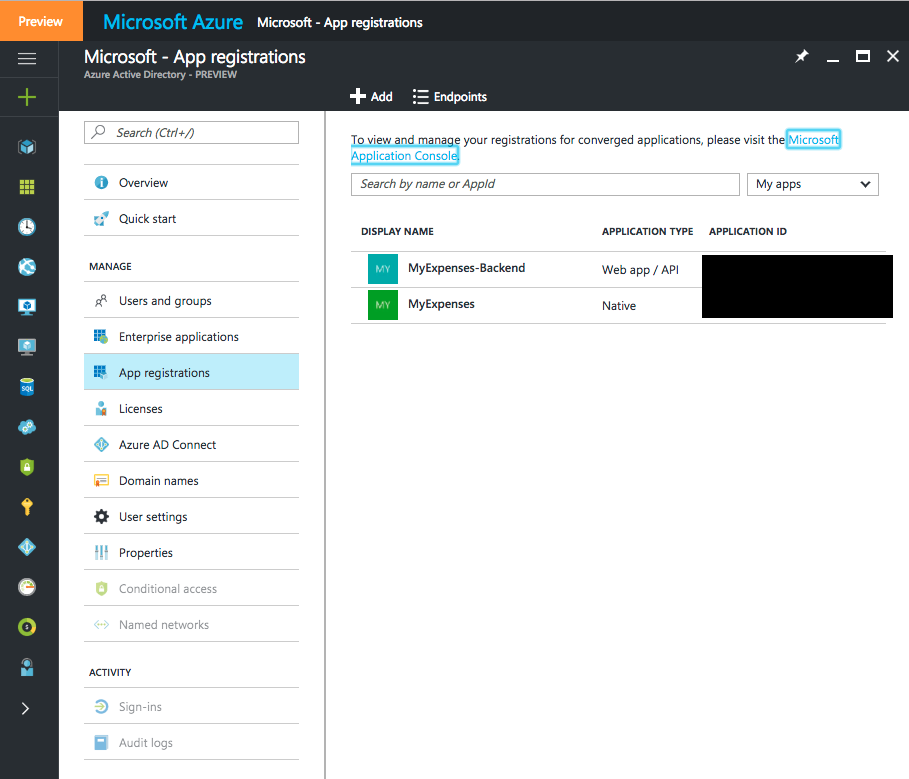 Preview
Microsoft Azure Microsoft - App registrations
Microsoft - App registrations
Azure Active Directory - PREVIEW
Add Endpoints
Search (Ctrl+/)
Overview
Quick start
MANAGE
Users and groups
Enterprise applications
App registrations
Licenses
Azure AD Connect
Domain names
User settings
Properties
Conditional access
Named networks
ACTIVITY
Sign-ins
Audit logs
To view and manage your registrations for converged applications, please visit the Microsoft
Application Console.
Search by name or AppId
My apps
DISPLAY NAME APPLICATION TYPE APPLICATION ID
MY MyExpenses-Backend Web app / API
MY MyExpenses Native
SQL